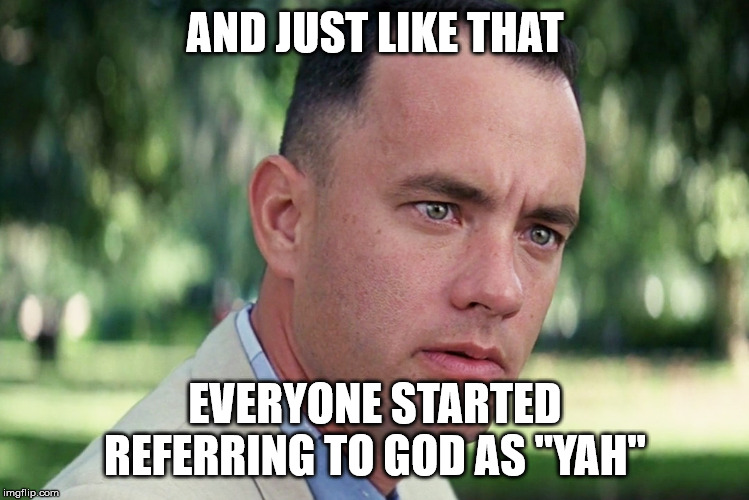 AND JUST LIKE THAT
EVERYONE STARTED
REFERRING TO GOD AS "YAH"
imgflip.com